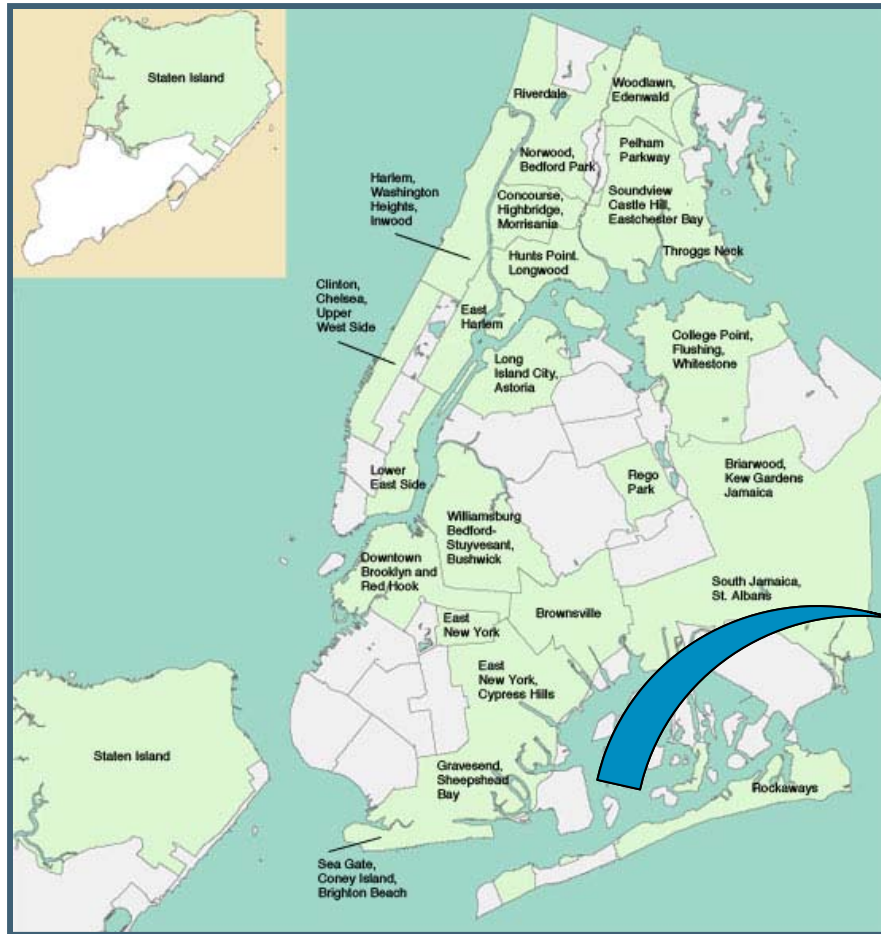 Staten Island
Riverdale
Woodlawn,
Edenwald
Norwood,
Bedford Park
Pelham
Parkway
Harlem,
Washington
Heights,
Inwood
Concourse,
Highbridge,
Morrisania
Soundview
Castle Hill,
Eastchester Bay
Hunts Point.
Longwood
Throggs Neck
Clinton,
Chelsea,
Upper
West Side
East
Harlem
College Point,
Flushing,
Whitestone
Long
Island City,
Astoria
Lower
East Side
Rego
Park
Briarwood,
Kew Gardens
Jamaica
Williamsburg
Bedford-
Stuyvesant,
Bushwick
Downtown
Brooklyn and
Red Hook
South Jamaica,
St. Albans
East
New York
Brownsville
East
New York,
Cypress Hills
Staten Island
Gravesend,
Sheepshead
Bay
Rockaways
Sea Gate,
Coney Island,
Brighton Beach